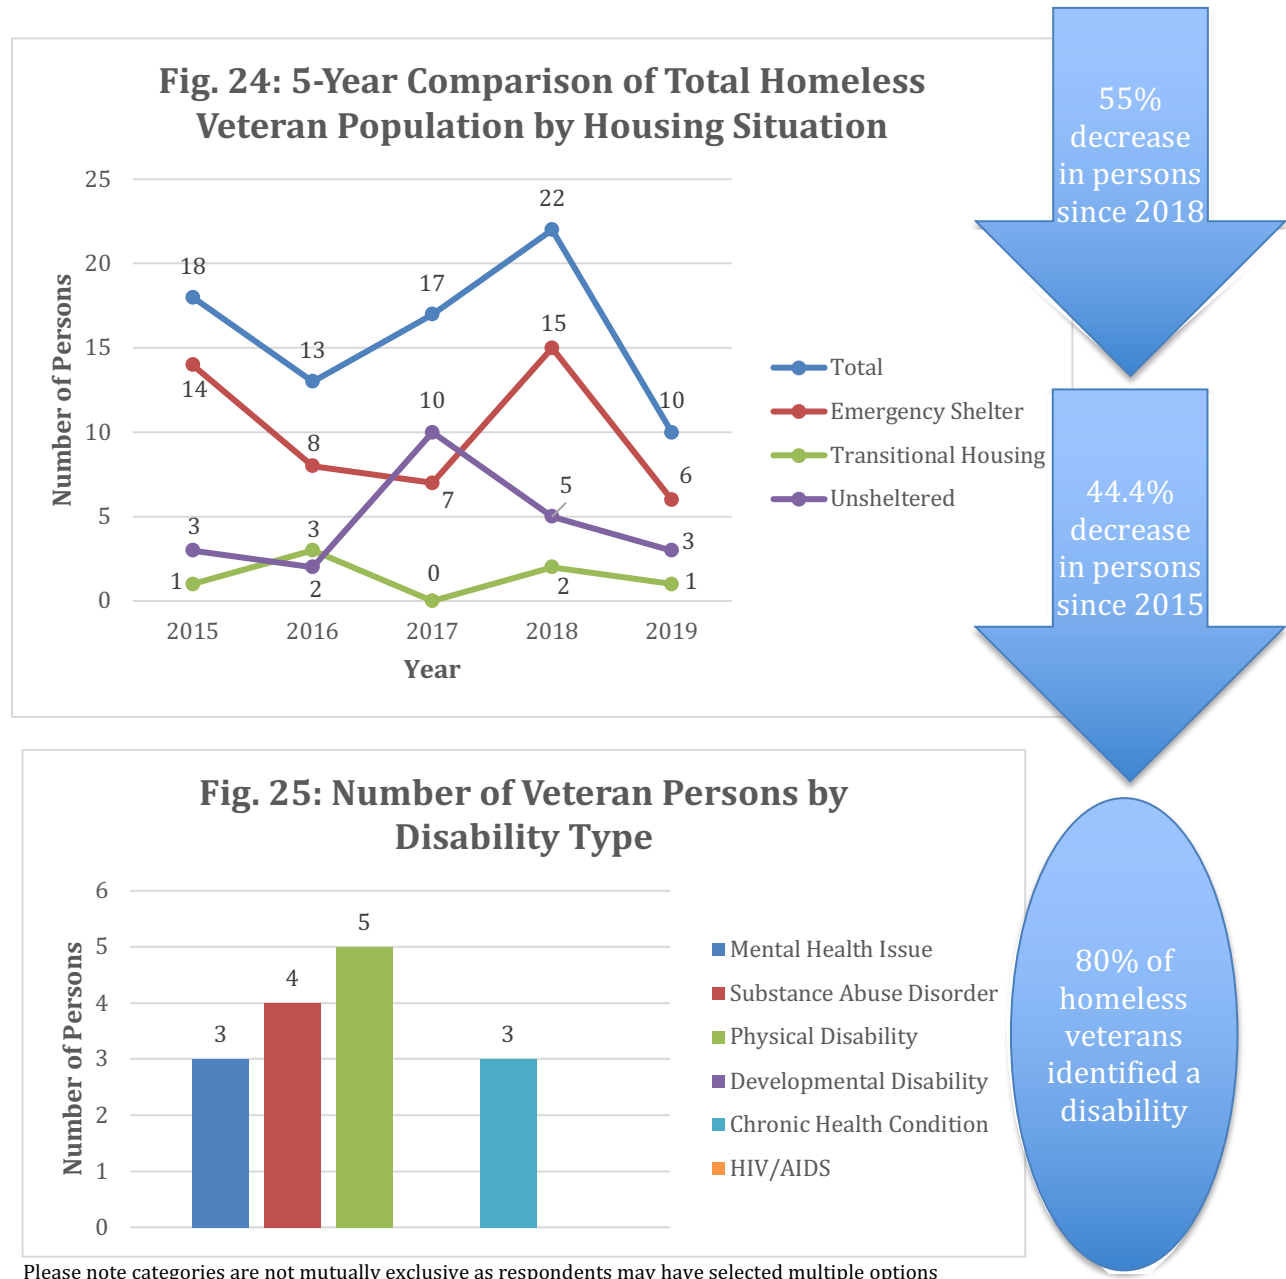 Fig. 24: 5-Year Comparison of Total Homeless
Veteran Population by Housing Situation
Number of Persons
25
20
15
10
5
0
18
13
17
22
10
14
8
7
15
6
1
3
0
2
1
3
2
10
5
3
2015
2016
2017
2018
2019
Year
Total
Emergency Shelter
Transitional Housing
Unsheltered
55%
decrease
in persons
since 2018
44.4%
decrease
in persons
since 2015
Fig. 25: Number of Veteran Persons by
Disability Type
Number of Persons
6
5
4
3
2
1
0
3
4
5
3
Mental Health Issue
Substance Abuse Disorder
Physical Disability
Developmental Disability
Chronic Health Condition
HIV/AIDS
80% of
homeless
veterans
identified a
disability
Please note categories are not mutually exclusive as respondents may have selected multiple options